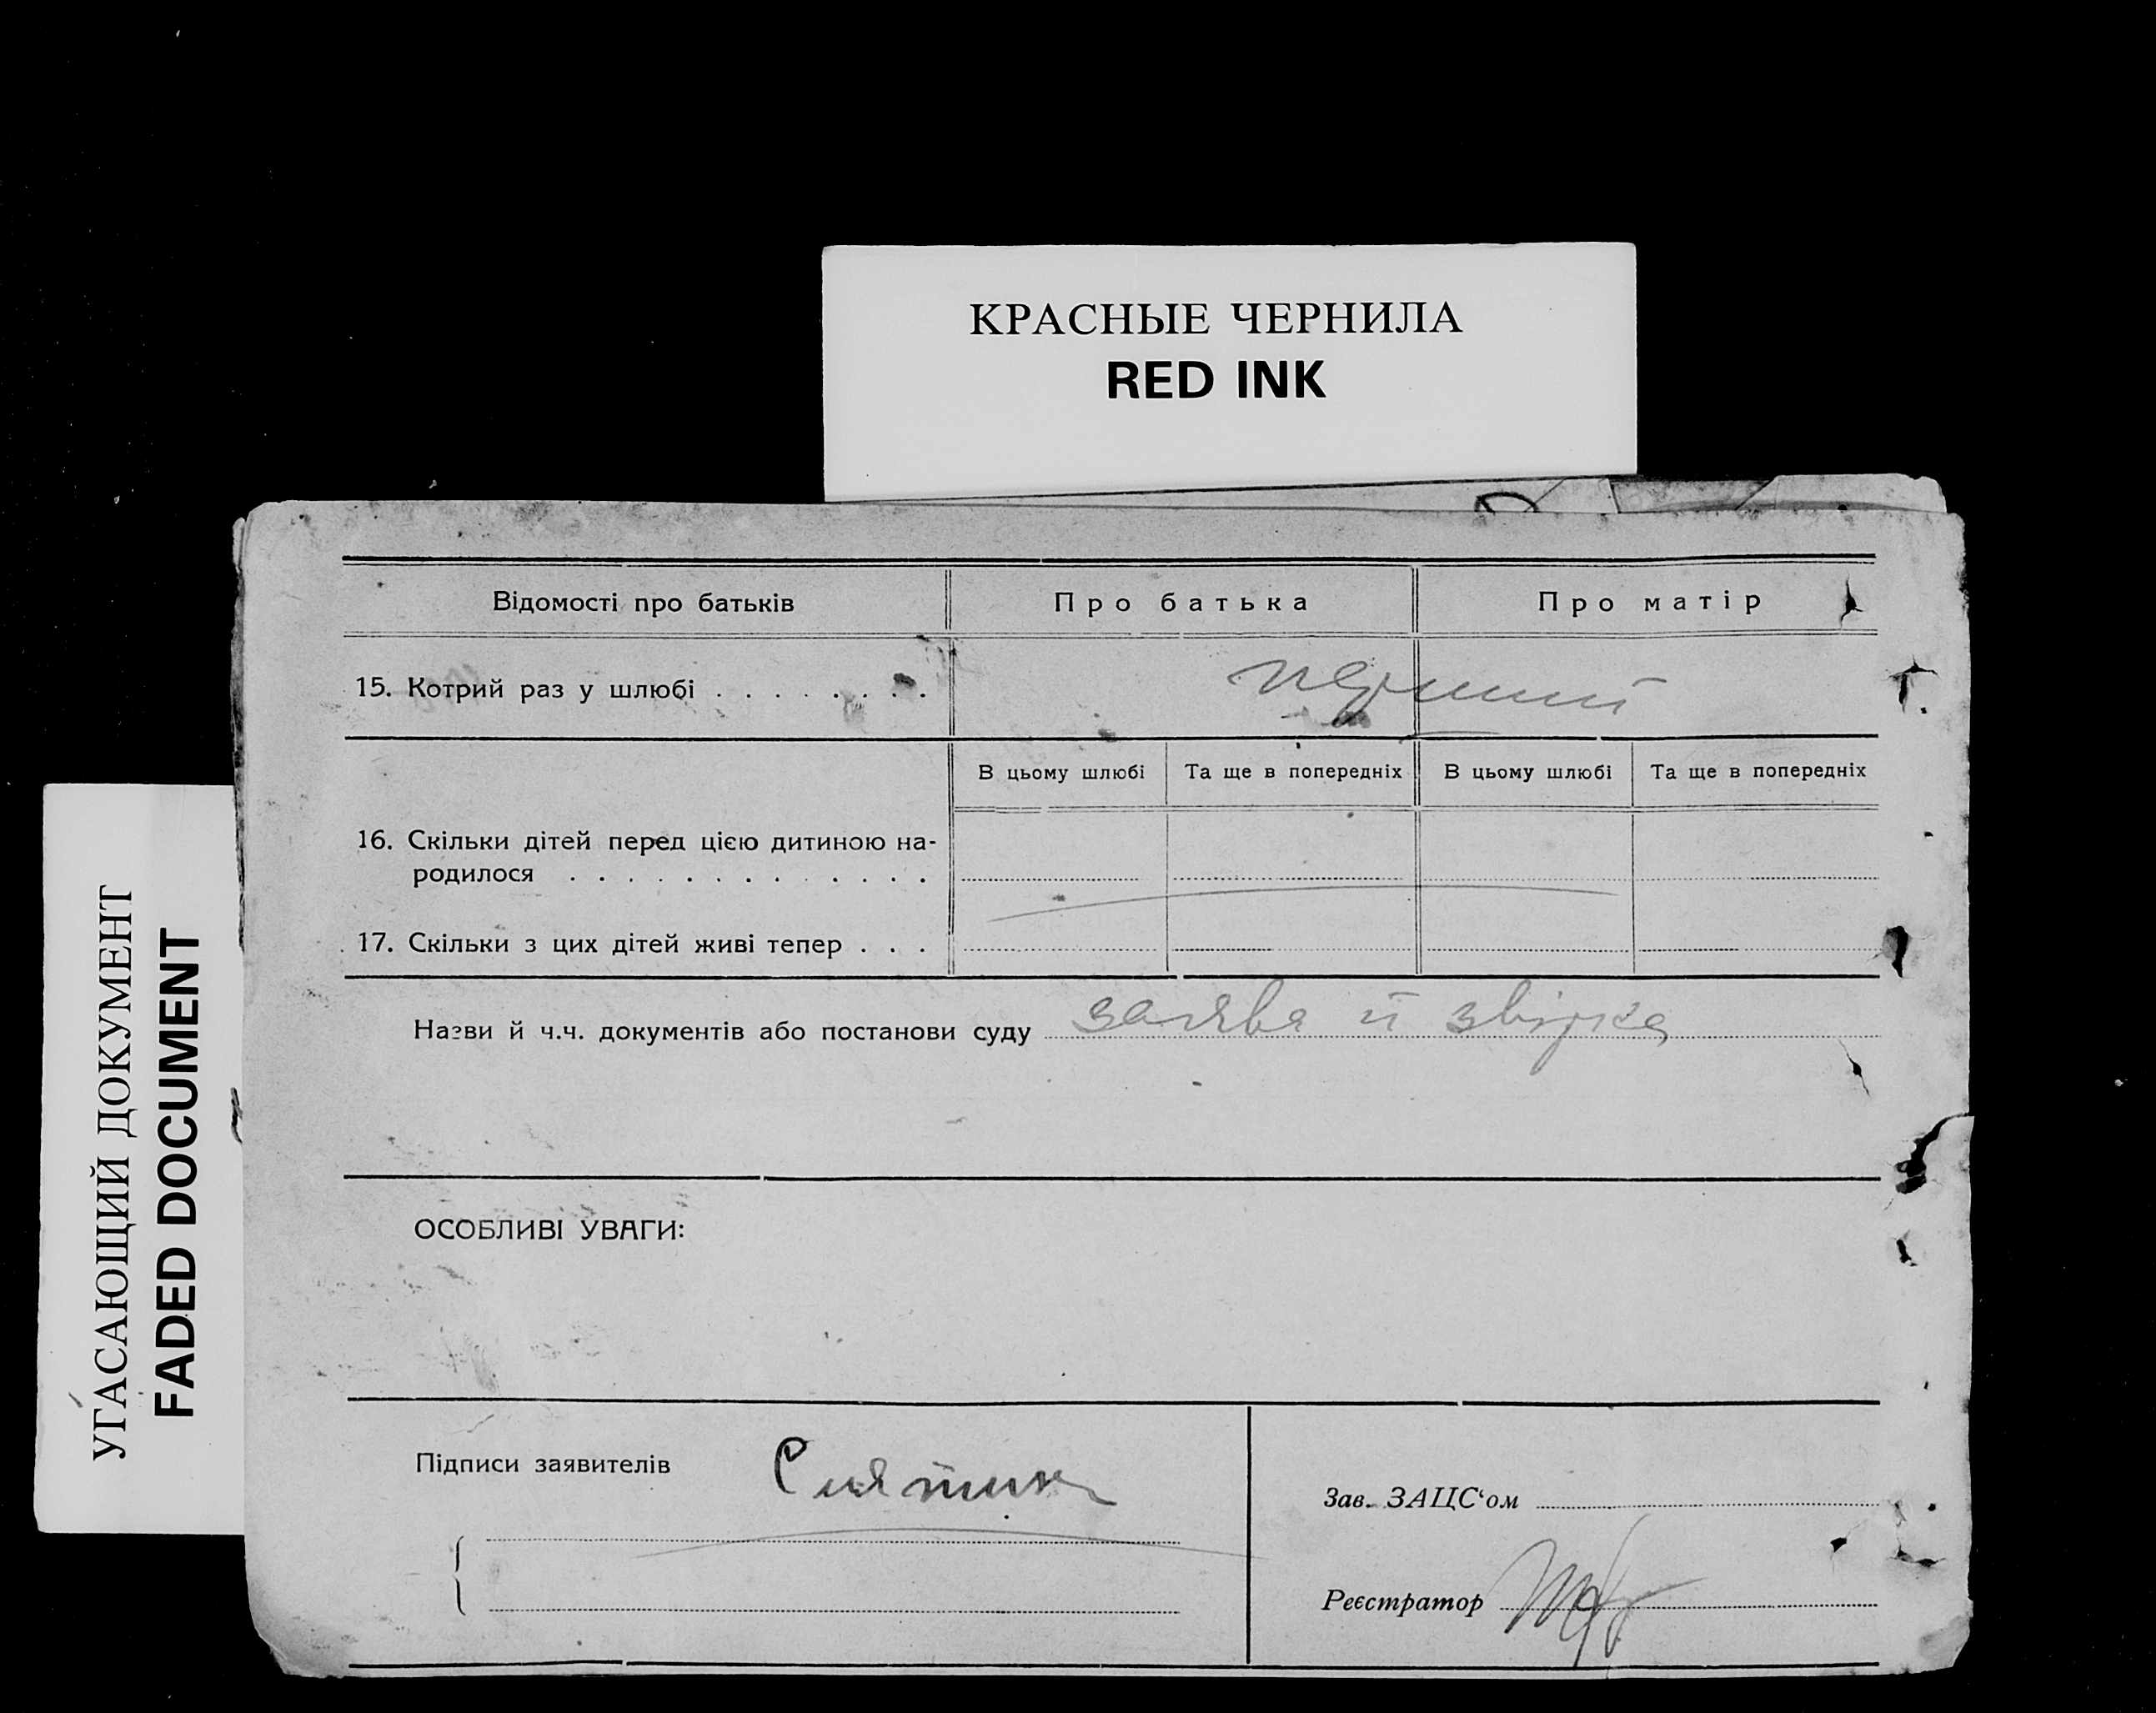 КРАСНЫЕ ЧЕРНИЛА
RED INK
УГАСАЮЩИЙ ДОКУМЕНТ
FADED DOCUMENT
Відомості про батьків Про батька Про матір
15. Котрий раз у шлюбі . . . . . . . . перший
В цьому шлюбі Та ще в попередніх В цьому шлюбі Та ще в попередніх
16. Скільки дітей перед цією дитиною на-
родилося . . . . . . . . . . . . .
17. Скільки з цих дітей живі тепер . . .
Назви й ч.ч. документів або постанови суду заява й звірка
ОСОБЛИВІ УВАГИ:
Підписи заявителів
Зав. ЗАЦС‘ом
Реєстратор